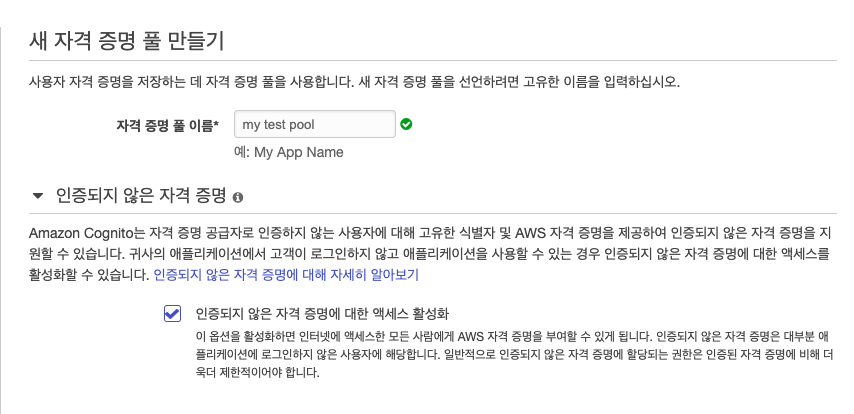 새 자격 증명 풀 만들기
사용자 자격 증명을 저장하는 데 자격 증명 풀을 사용합니다. 새 자격 증명 풀을 선언하려면 고유한 이름을 입력하십시오.
자격 증명 풀 이름* my test pool
예: My App Name
인증되지 않은 자격 증명
Amazon Cognito는 자격 증명 공급자로 인증하지 않는 사용자에 대해 고유한 식별자 및 AWS 자격 증명을 제공하여 인증되지 않은 자격 증명을 지
원할 수 있습니다. 귀사의 애플리케이션에서 고객이 로그인하지 않고 애플리케이션을 사용할 수 있는 경우 인증되지 않은 자격 증명에 대한 액세스를
활성화할 수 있습니다. 인증되지 않은 자격 증명에 대해 자세히 알아보기
인증되지 않은 자격 증명에 대한 액세스 활성화
이 옵션을 활성화하면 인터넷에 액세스한 모든 사람에게 AWS 자격 증명을 부여할 수 있게 됩니다. 인증되지 않은 자격 증명은 대부분 애
플리케이션에 로그인하지 않은 사용자에 해당합니다. 일반적으로 인증되지 않은 자격 증명에 할당되는 권한은 인증된 자격 증명에 비해 더
욱더 제한적이어야 합니다.